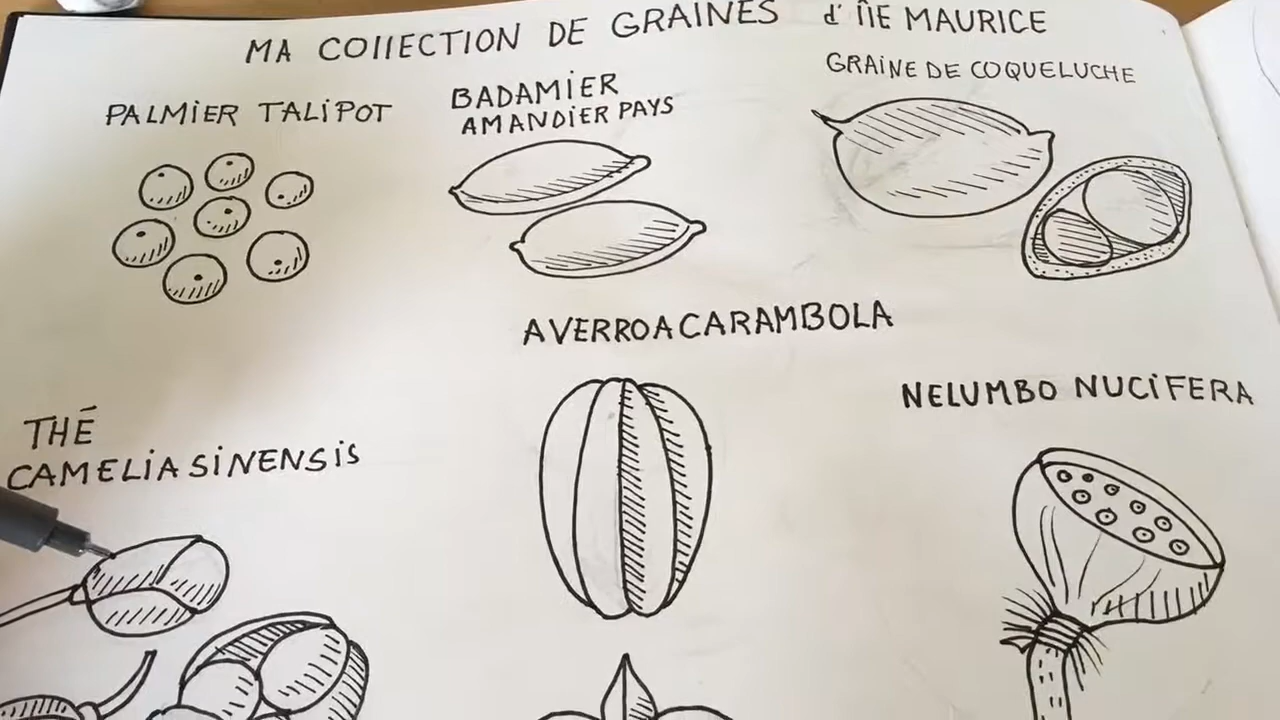 MA COllECTION DE GRAINES d'ÎlE MAURICE
PALMiER TALiPOT
BADAMiER
AMANDIER PAYS
GRAiNE DE COQUELUCHE
AVERROA CARAMBOLA
NELUMBO NUCiFERA
THÉ
CAMELiA SiNENSiS